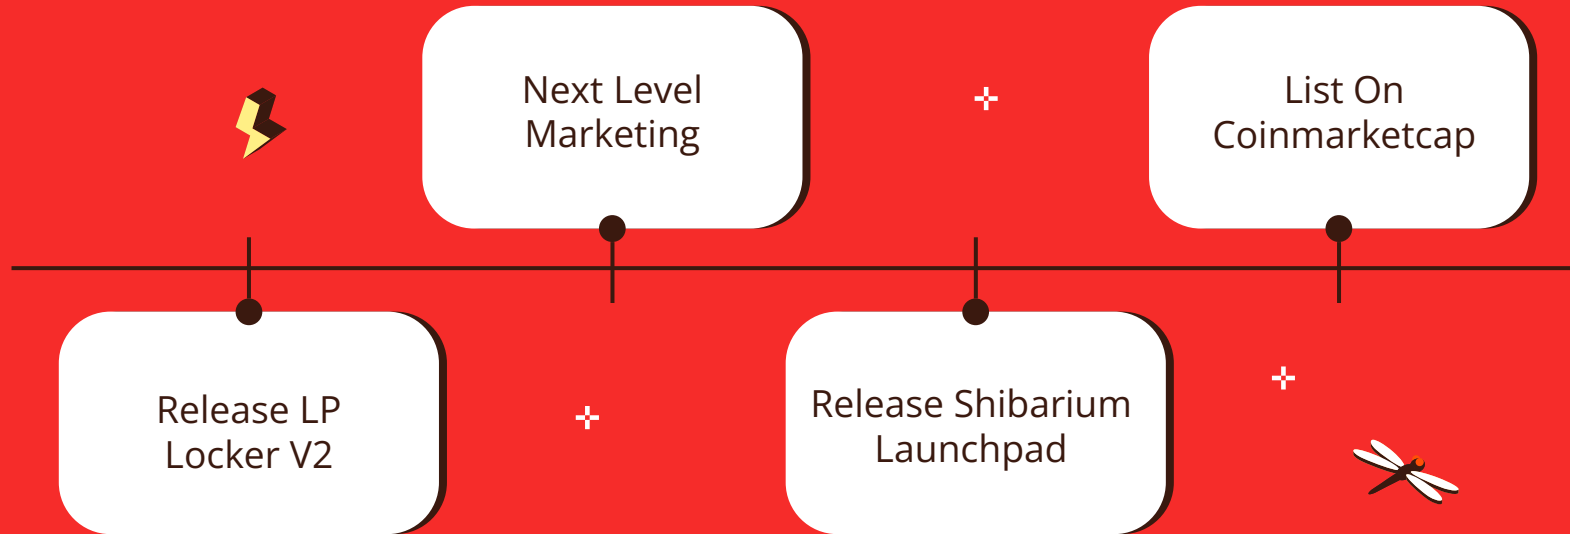 Next Level
Marketing
List On
Coinmarketcap
Release LP
Locker V2
Release Shibarium
Launchpad